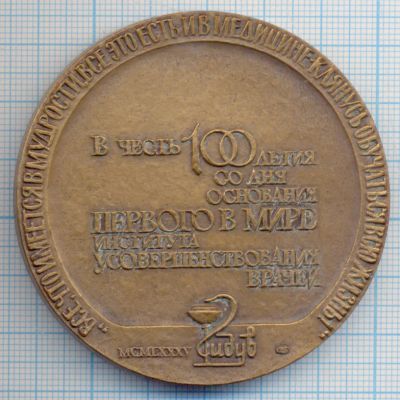 "ВСЕ, ЧТО ИМЕЕТСЯ В МУДРОСТИ, ВСЕ ЭТО ЕСТЬ И В МЕДИЦИНЕ. КЛЯНУСЬ ОБУЧАТЬСЯ ВСЮ ЖИЗНЬ!"
В ЧЕСТЬ 100 ЛЕТИЯ
СО ДНЯ
ОСНОВАНИЯ
ПЕРВОГО В МИРЕ
ИНСТИТУТА
УСОВЕРШЕНСТВОВАНИЯ
ВРАЧЕЙ
MCMLXXXV